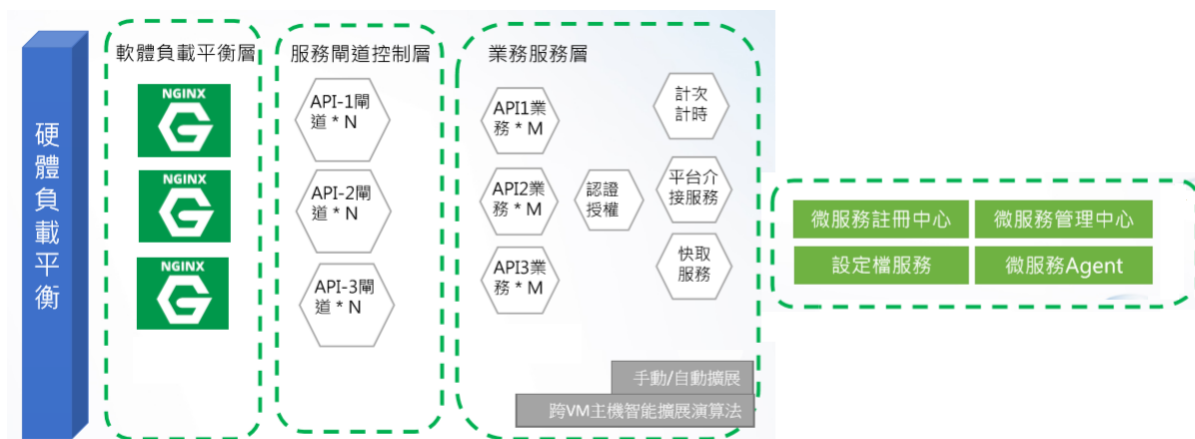 硬體負載平衡
軟體負載平衡層
NGINX
NGINX
NGINX
服務閘道控制層
API-1閘
道 * N
API-2閘
道 * N
API-3閘
道 * N
業務服務層
API1業
務 * M
API2業
務 * M
API3業
務 * M
認證
授權
計次
計時
平台介
接服務
快取
服務
手動/自動擴展
跨VM主機智能擴展演算法
微服務註冊中心
微服務管理中心
設定檔服務
微服務Agent